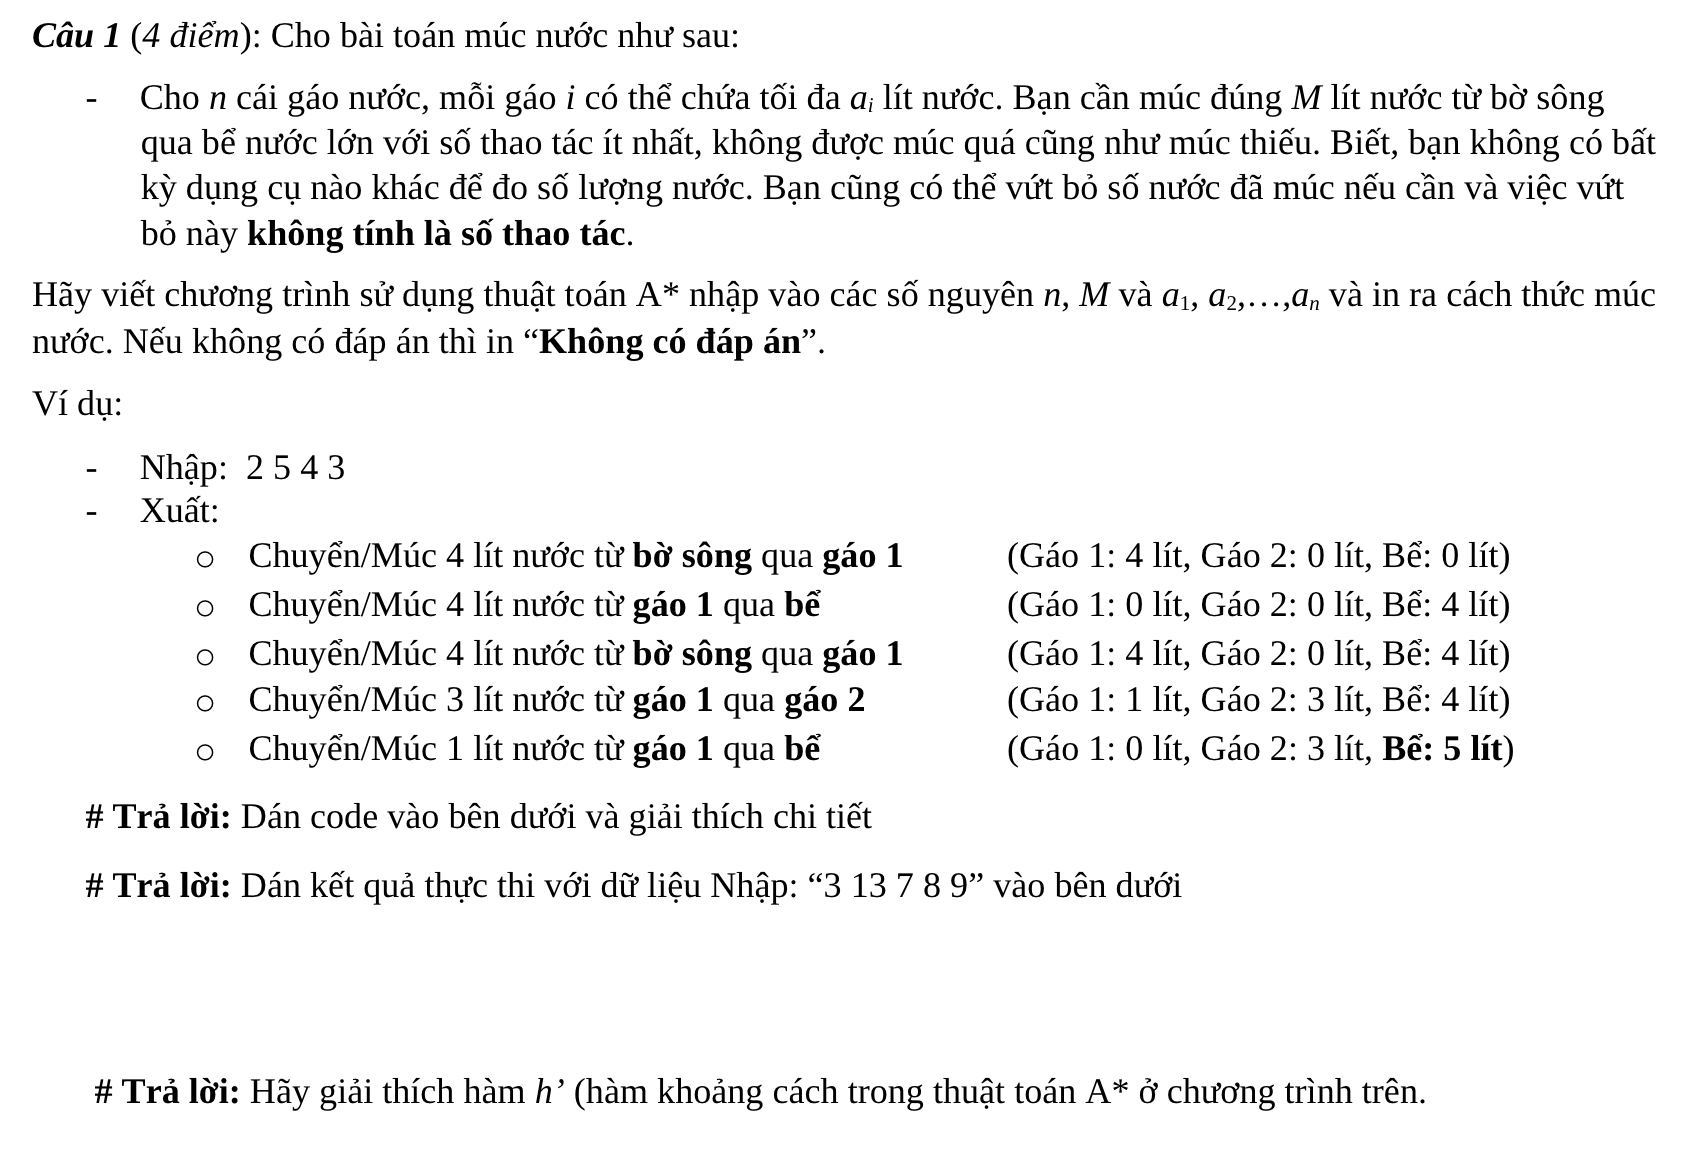 Câu 1 (4 điểm): Cho bài toán múc nước như sau:
- Cho n cái gáo nước, mỗi gáo i có thể chứa tối đa ai lít nước. Bạn cần múc đúng M lít nước từ bờ sông
qua bể nước lớn với số thao tác ít nhất, không được múc quá cũng như múc thiếu. Biết, bạn không có bất
kỳ dụng cụ nào khác để đo số lượng nước. Bạn cũng có thể vứt bỏ số nước đã múc nếu cần và việc vứt
bỏ này không tính là số thao tác.
Hãy viết chương trình sử dụng thuật toán A* nhập vào các số nguyên n, M và a1, a2,…,an và in ra cách thức múc
nước. Nếu không có đáp án thì in “Không có đáp án”.
Ví dụ:
- Nhập: 2 5 4 3
- Xuất:
○ Chuyển/Múc 4 lít nước từ bờ sông qua gáo 1 (Gáo 1: 4 lít, Gáo 2: 0 lít, Bể: 0 lít)
○ Chuyển/Múc 4 lít nước từ gáo 1 qua bể (Gáo 1: 0 lít, Gáo 2: 0 lít, Bể: 4 lít)
○ Chuyển/Múc 4 lít nước từ bờ sông qua gáo 1 (Gáo 1: 4 lít, Gáo 2: 0 lít, Bể: 4 lít)
○ Chuyển/Múc 3 lít nước từ gáo 1 qua gáo 2 (Gáo 1: 1 lít, Gáo 2: 3 lít, Bể: 4 lít)
○ Chuyển/Múc 1 lít nước từ gáo 1 qua bể (Gáo 1: 0 lít, Gáo 2: 3 lít, Bể: 5 lít)
# Trả lời: Dán code vào bên dưới và giải thích chi tiết
# Trả lời: Dán kết quả thực thi với dữ liệu Nhập: “3 13 7 8 9” vào bên dưới
# Trả lời: Hãy giải thích hàm h’ (hàm khoảng cách trong thuật toán A* ở chương trình trên.